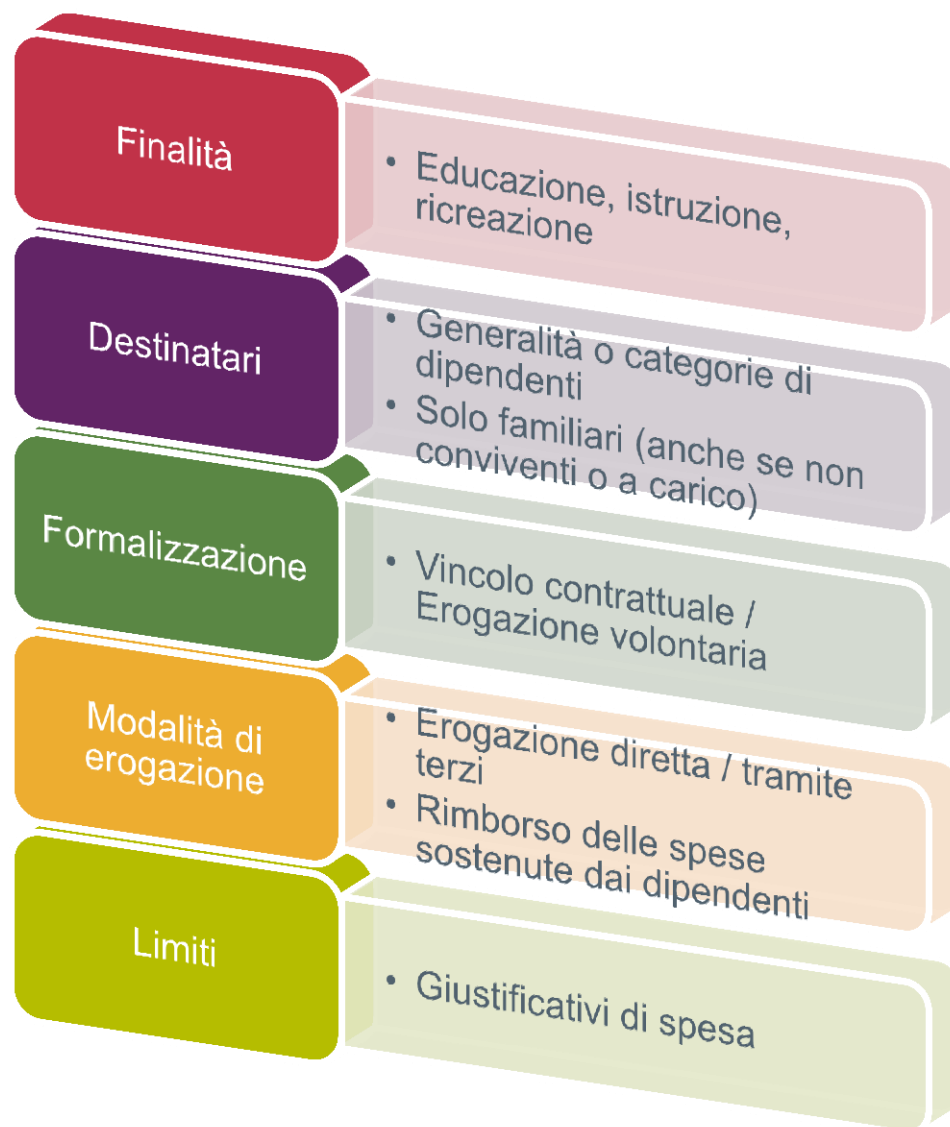 Finalità
• Educazione, istruzione,
ricreazione
Destinatari
• Generalità o categorie di
dipendenti
• Solo familiari (anche se non
conviventi o a carico)
Formalizzazione
• Vincolo contrattuale /
Erogazione volontaria
Modalità di
erogazione
• Erogazione diretta / tramite
terzi
• Rimborso delle spese
sostenute dai dipendenti
Limiti
• Giustificativi di spesa